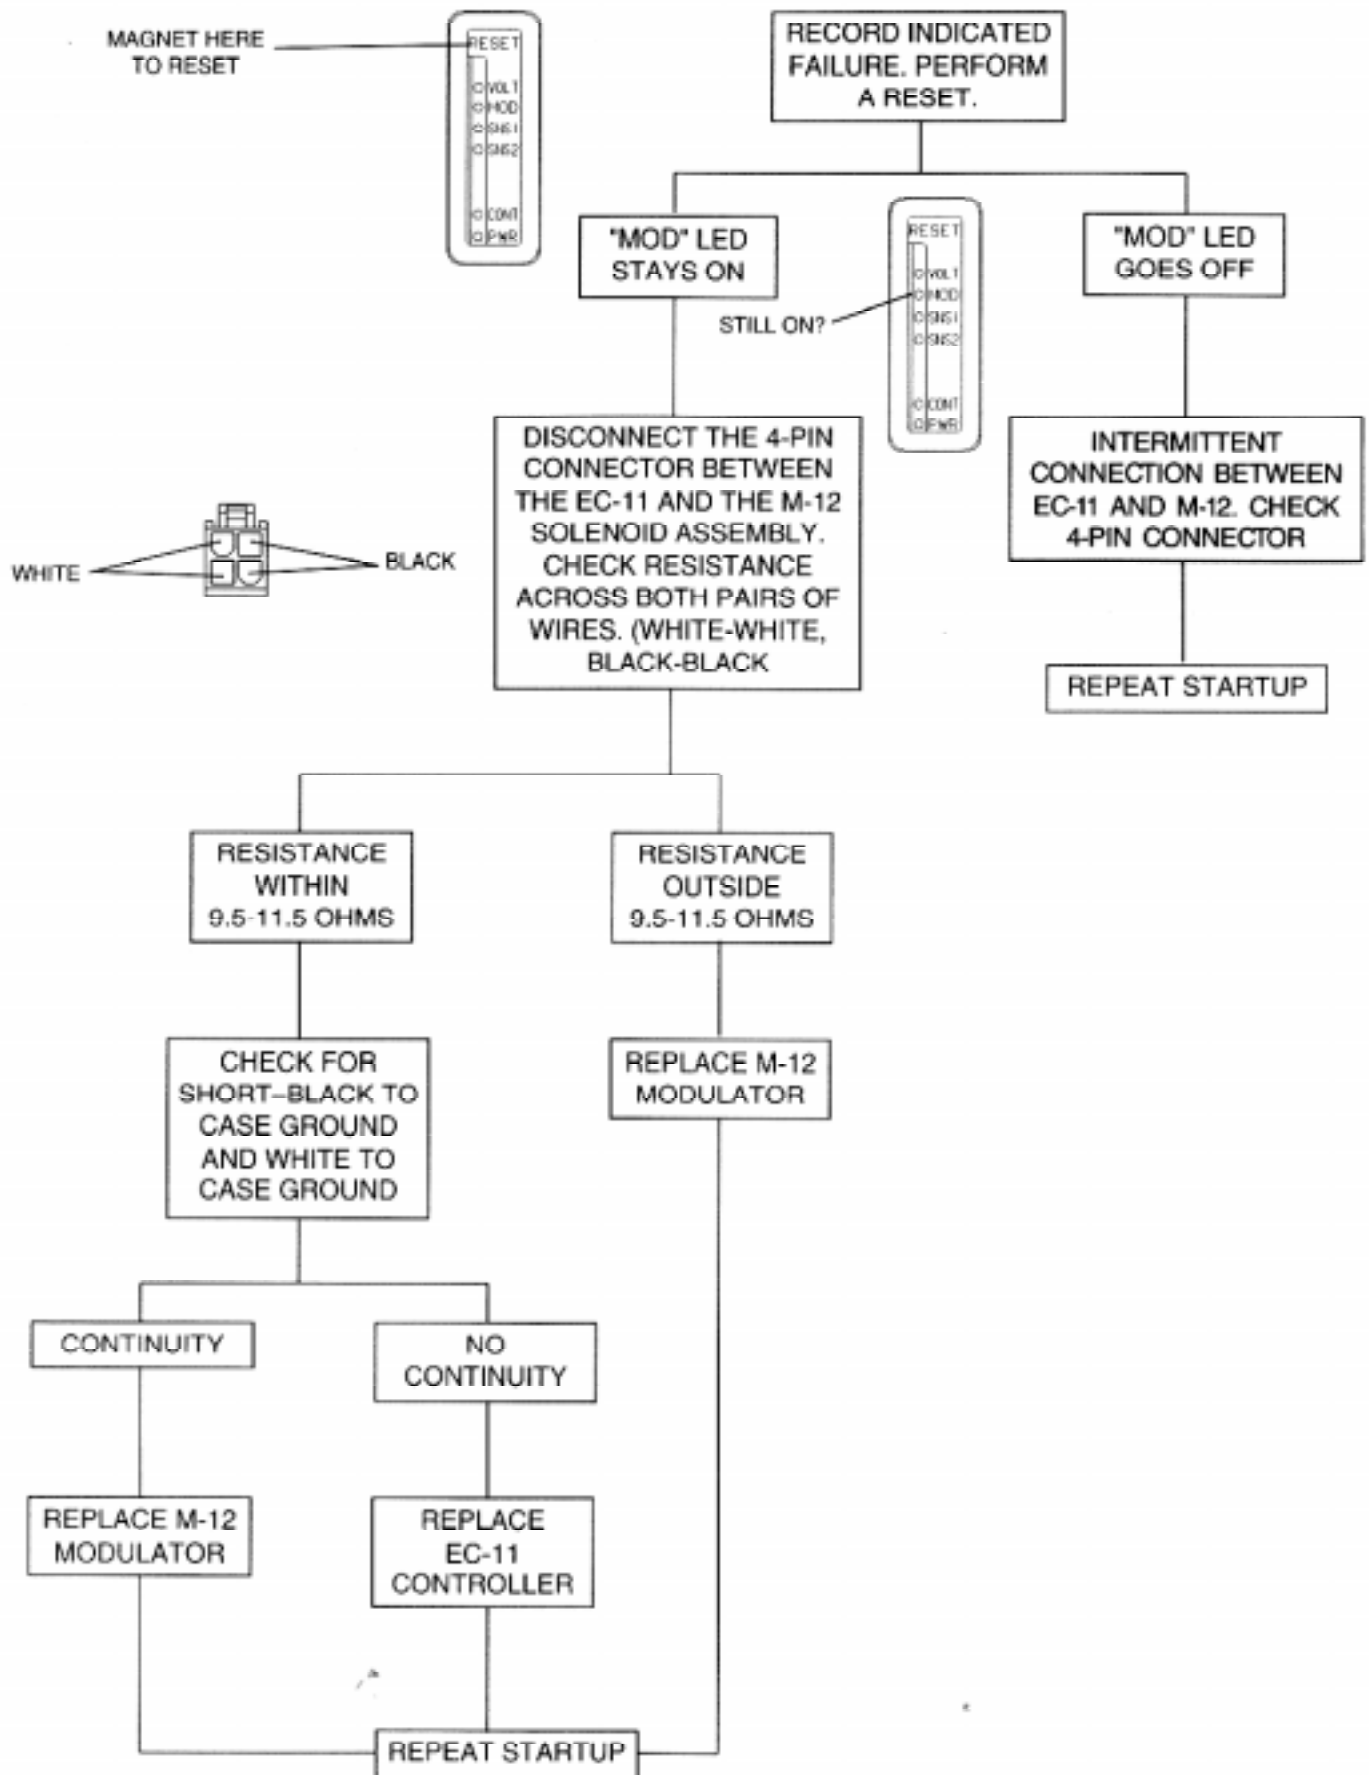 MAGNET HERE
TO RESET
RESET
VOLT
MOD
SNS1
SNS2
CONT
PWR
RECORD INDICATED
FAILURE. PERFORM
A RESET.
"MOD" LED
STAYS ON
RESET
VOLT
MOD
SNS1
SNS2
CONT
PWR
STILL ON?
"MOD" LED
GOES OFF
DISCONNECT THE 4-PIN
CONNECTOR BETWEEN
THE EC-11 AND THE M-12
SOLENOID ASSEMBLY.
CHECK RESISTANCE
ACROSS BOTH PAIRS OF
WIRES. (WHITE-WHITE,
BLACK-BLACK
WHITE
BLACK
INTERMITTENT
CONNECTION BETWEEN
EC-11 AND M-12. CHECK
4-PIN CONNECTOR
REPEAT STARTUP
RESISTANCE
WITHIN
9.5-11.5 OHMS
RESISTANCE
OUTSIDE
9.5-11.5 OHMS
CHECK FOR
SHORT–BLACK TO
CASE GROUND
AND WHITE TO
CASE GROUND
REPLACE M-12
MODULATOR
CONTINUITY
NO
CONTINUITY
REPLACE M-12
MODULATOR
REPLACE
EC-11
CONTROLLER
REPEAT STARTUP